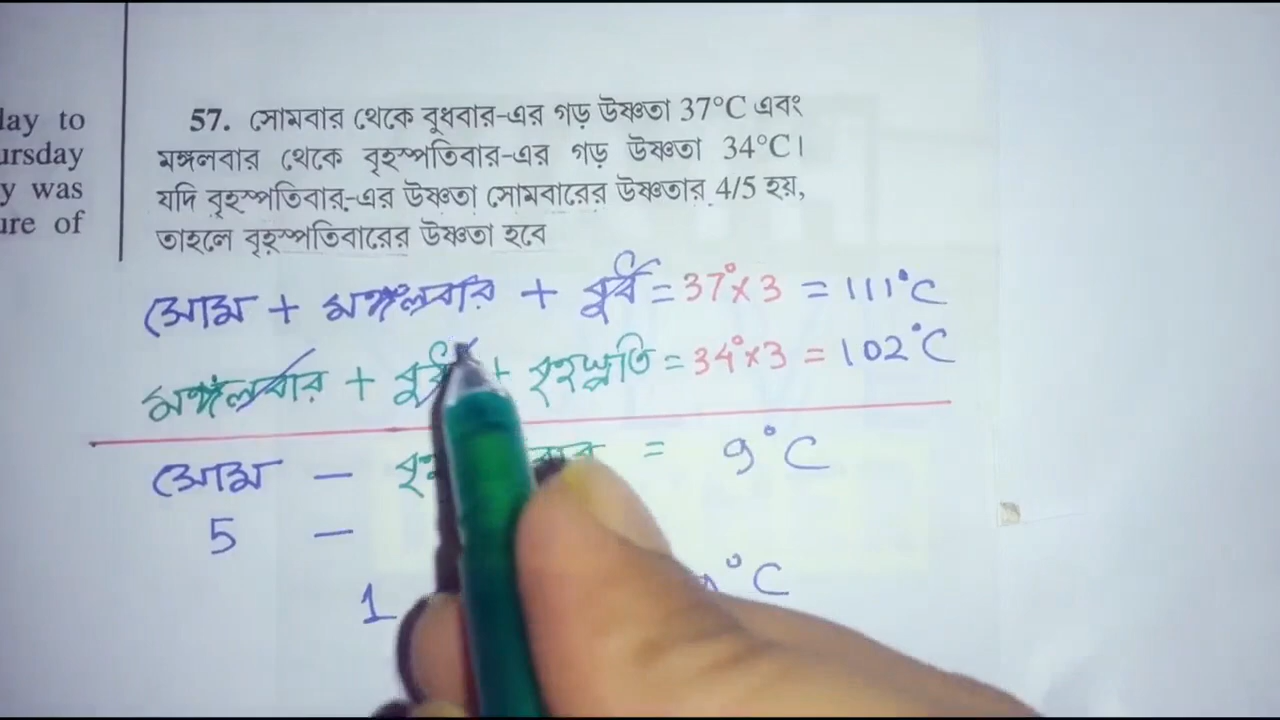 lay to
ursday
y was
ure of
57. সোমবার থেকে বুধবার-এর গড় উষ্ণতা 37°C এবং
মঙ্গলবার থেকে বৃহস্পতিবার-এর গড় উষ্ণতা 34°C।
যদি বৃহস্পতিবার-এর উষ্ণতা সোমবারের উষ্ণতার 4/5 হয়,
তাহলে বৃহস্পতিবারের উষ্ণতা হবে
সোম + মঙ্গলবার + বুধ = 37° × 3 = 111°C
মঙ্গলবার + বুধ + বৃহস্পতি = 34° × 3 = 102°C
সোম - = 9°C
5 -
1 °C